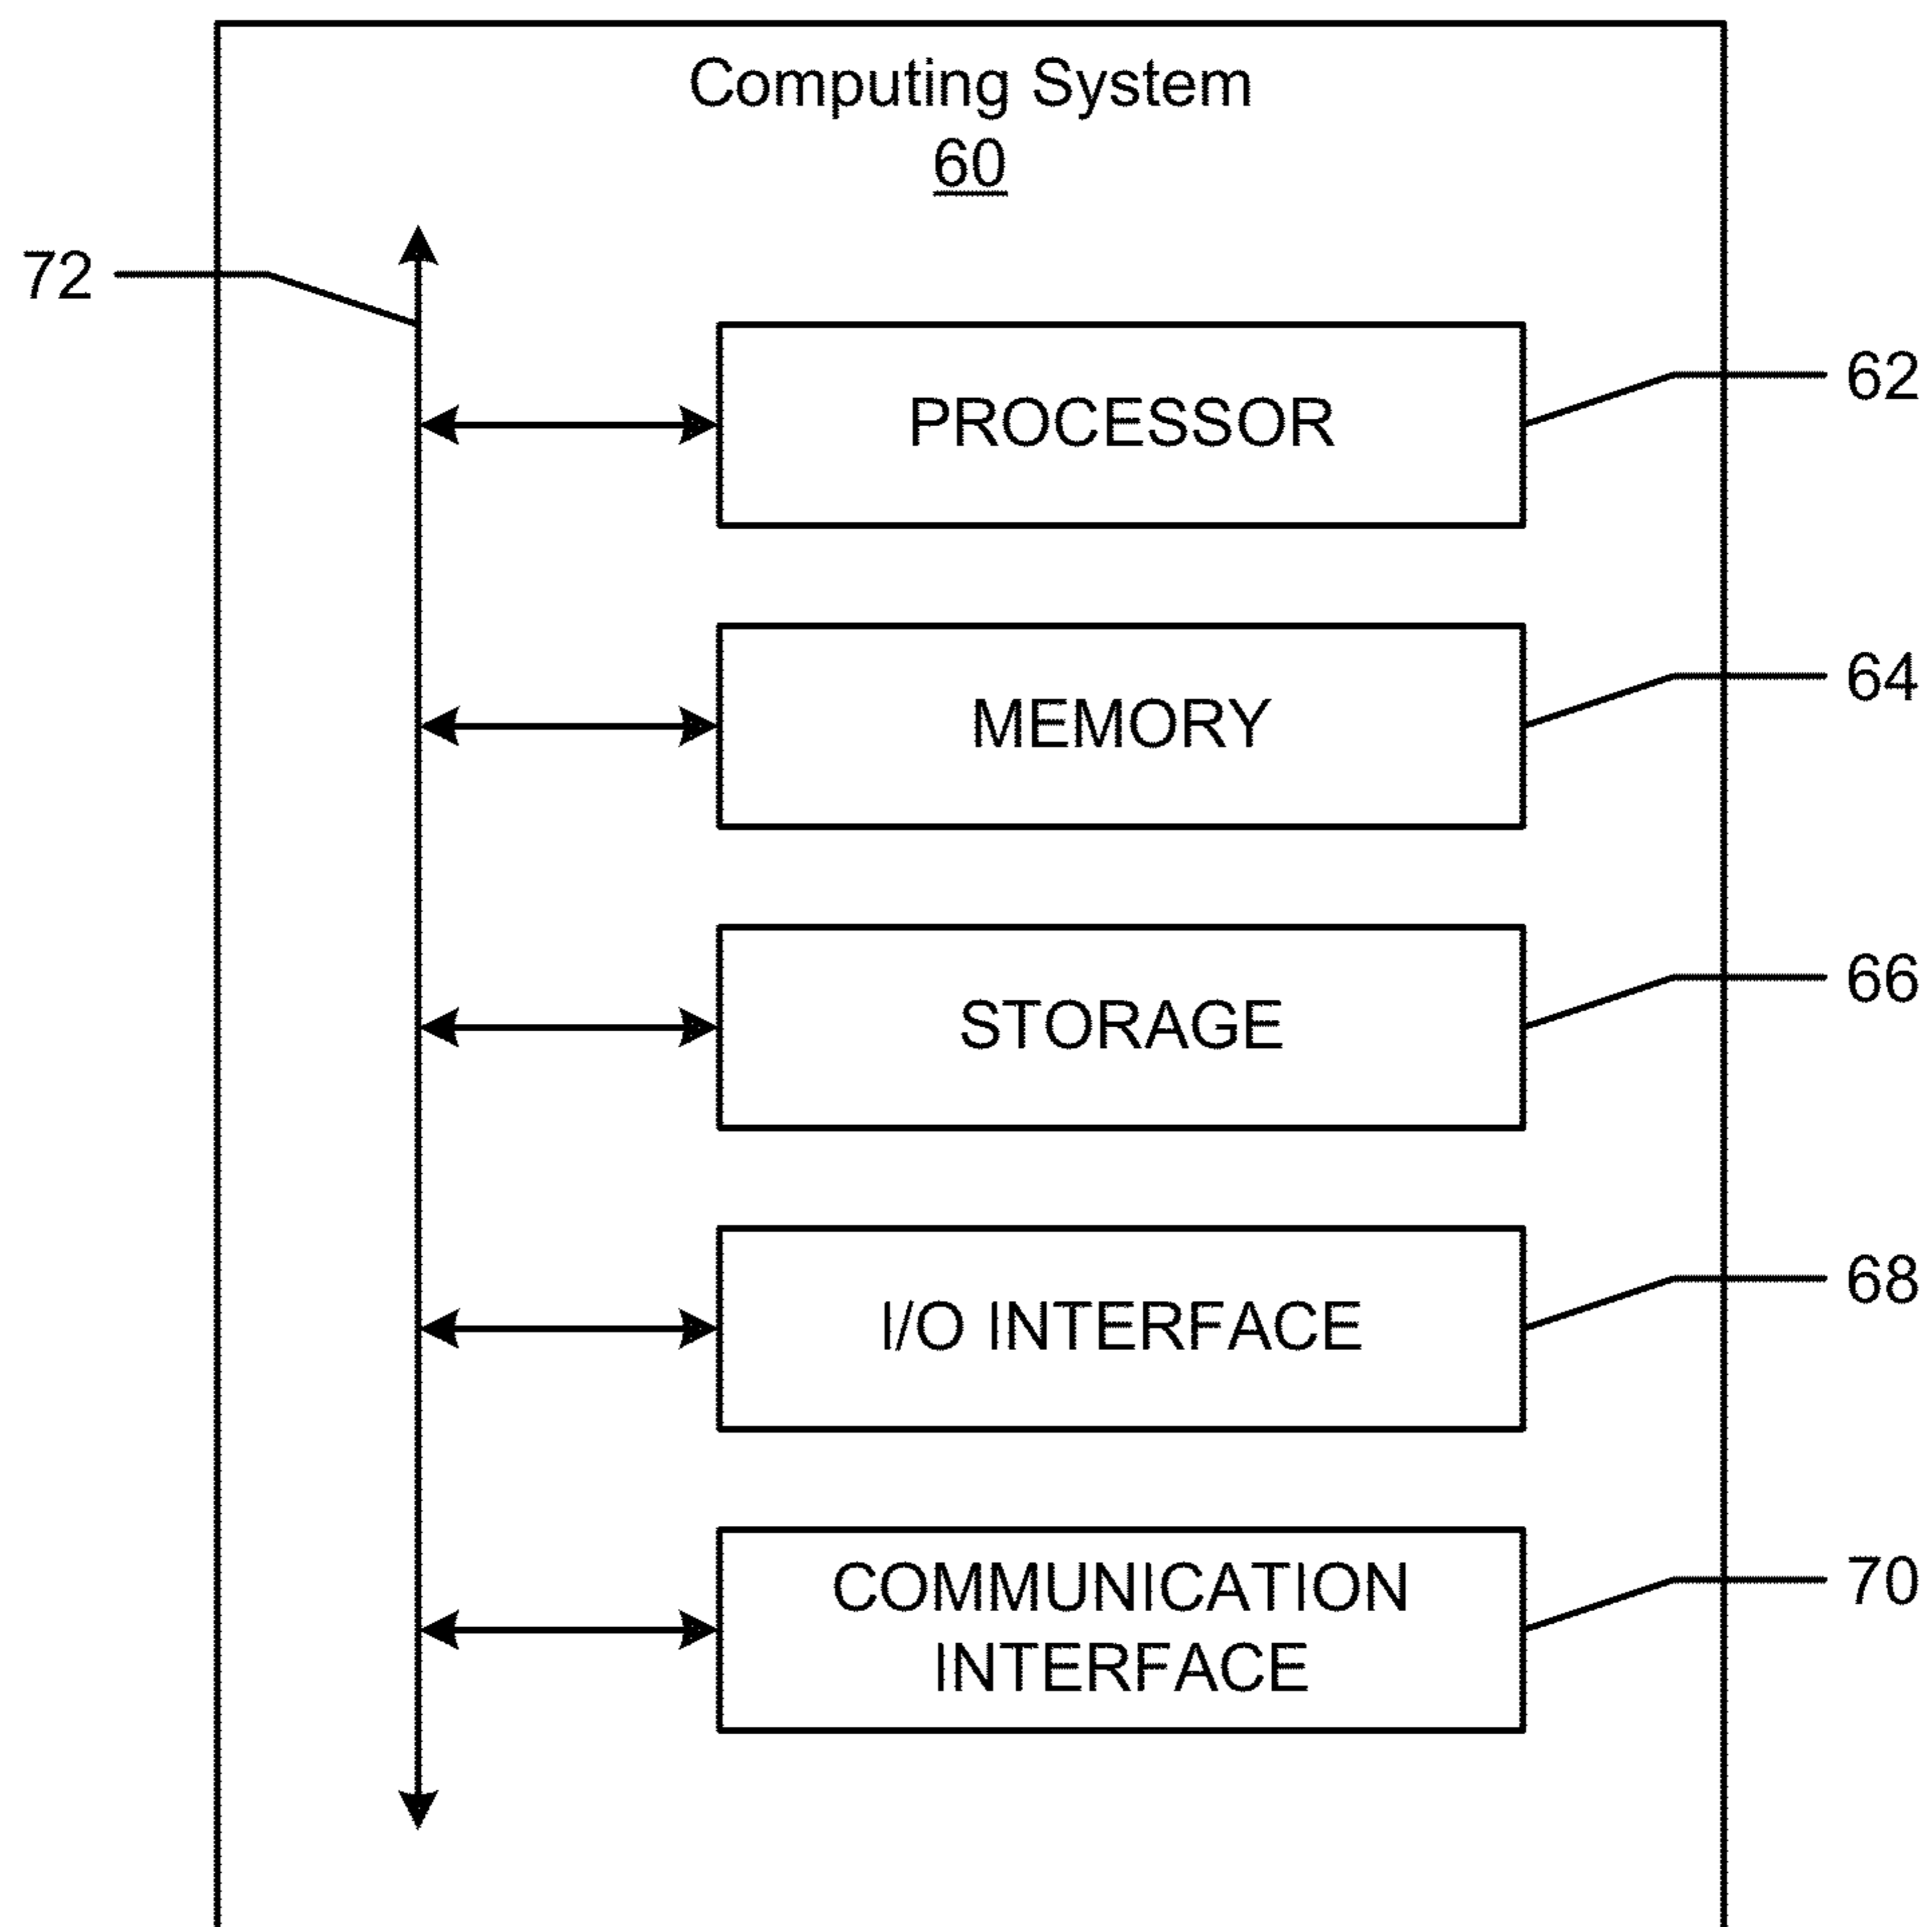 Computing System
60
72
PROCESSOR
62
MEMORY
64
STORAGE
66
I/O INTERFACE
68
COMMUNICATION
INTERFACE
70